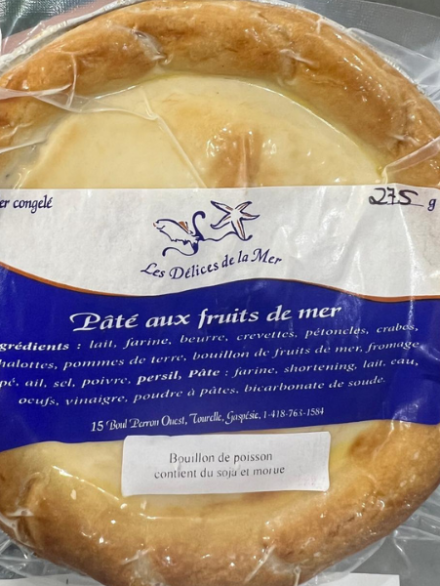 er congelé
275 g
Les Délices de la Mer
Pâté aux fruits de mer
grédients : lait, farine, beurre, crevettes, pétoncles, crabes,
halottes, pommes de terre, bouillon de fruits de mer, fromage
pé, ail, sel, poivre, persil, Pâte : farine, shortening, lait, eau,
oeufs, vinaigre, poudre à pâtes, bicarbonate de soude.
15 Boul Perron Ouest, Tourelle, Gaspésie, 1-418-763-1584
Bouillon de poisson
contient du soja et morue